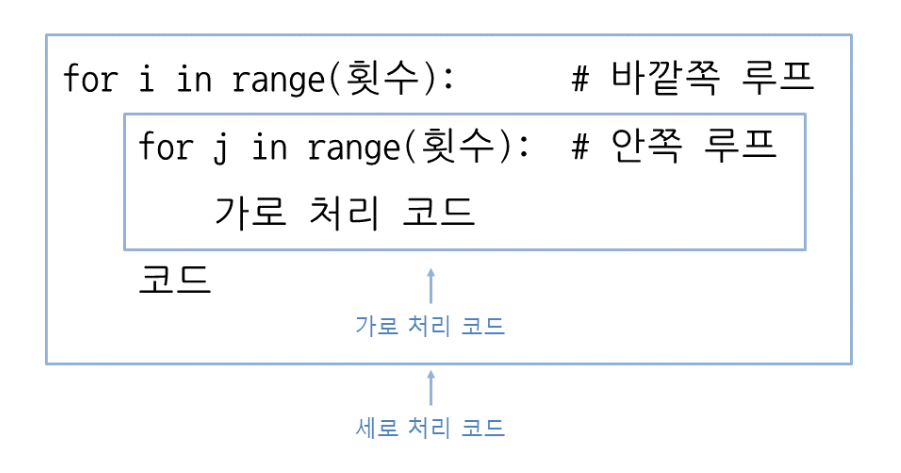 for i in range(횟수):      # 바깥쪽 루프
    for j in range(횟수):  # 안쪽 루프
        가로 처리 코드
    코드
가로 처리 코드
세로 처리 코드